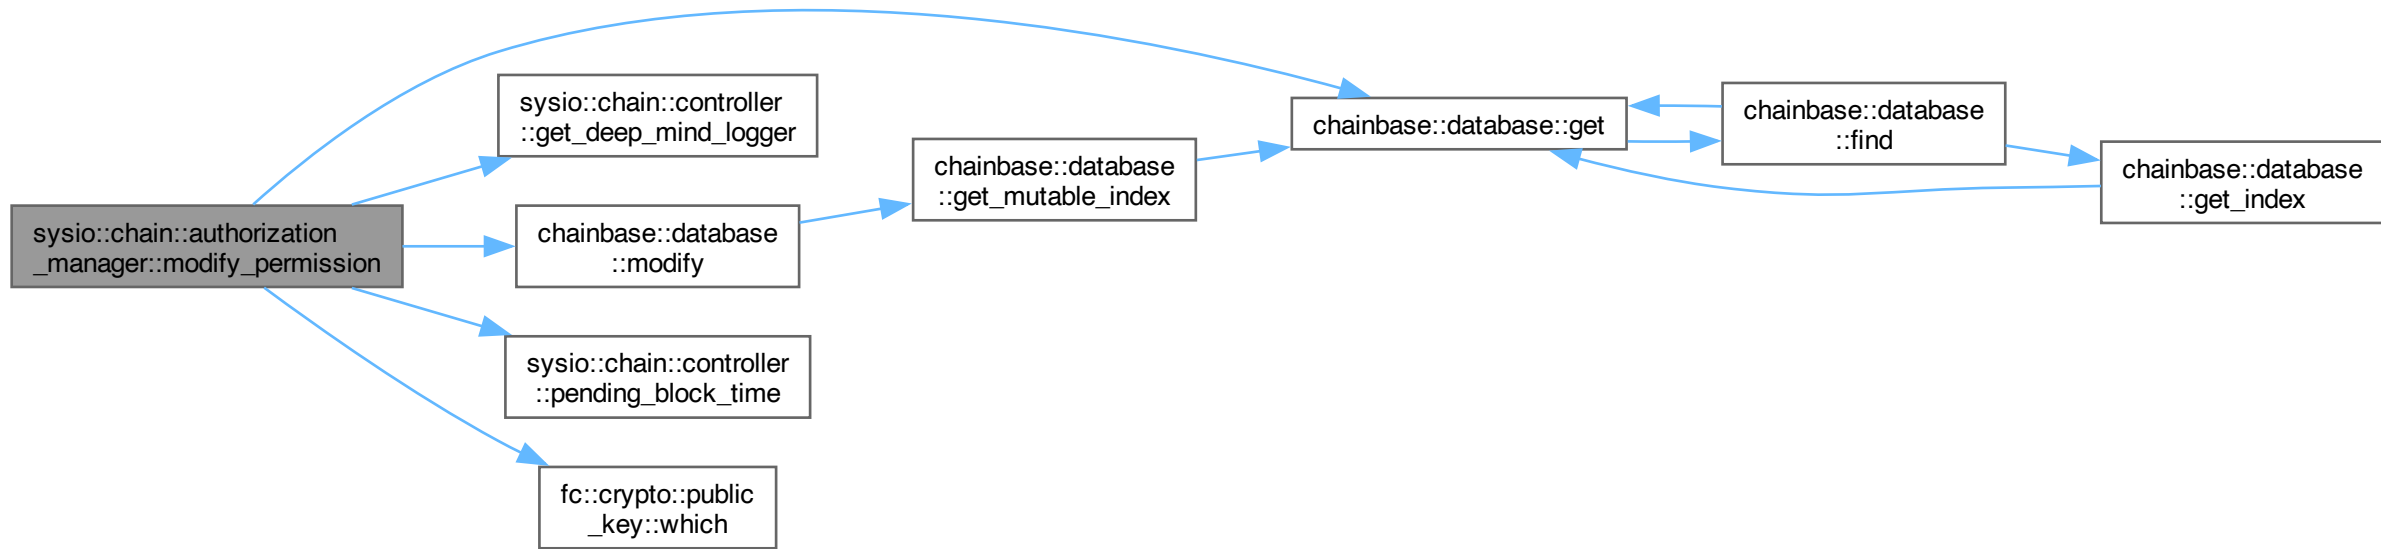 sysio::chain::authorization
_manager::modify_permission
sysio::chain::controller
::get_deep_mind_logger
chainbase::database
::modify
sysio::chain::controller
::pending_block_time
fc::crypto::public
_key::which
chainbase::database
::get_mutable_index
chainbase::database::get
chainbase::database
::find
chainbase::database
::get_index